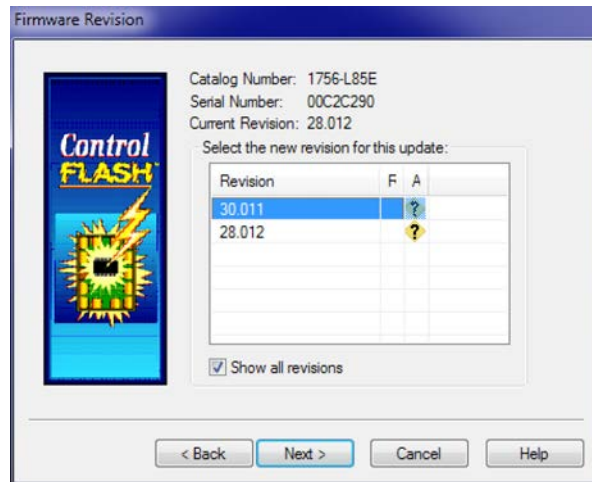 Firmware Revision
Catalog Number: 1756-L85E
Serial Number: 00C2C290
Current Revision: 28.012
Control
FLASH
Select the new revision for this update:
Revision F A
30.011 ?
28.012 ?
Show all revisions
< Back Next > Cancel Help